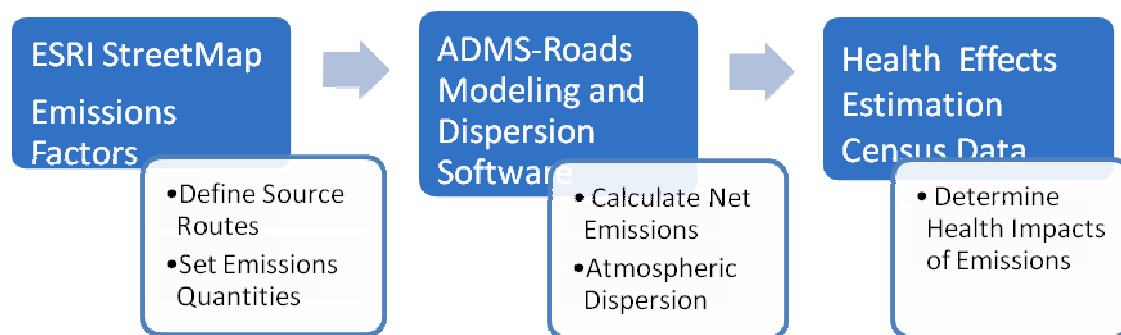 ESRI StreetMap
Emissions
Factors
•Define Source
Routes
•Set Emissions
Quantities
ADMS-Roads
Modeling and
Dispersion
Software
•Calculate Net
Emissions
•Atmospheric
Dispersion
Health Effects
Estimation
Census Data
• Determine
Health Impacts
of Emissions